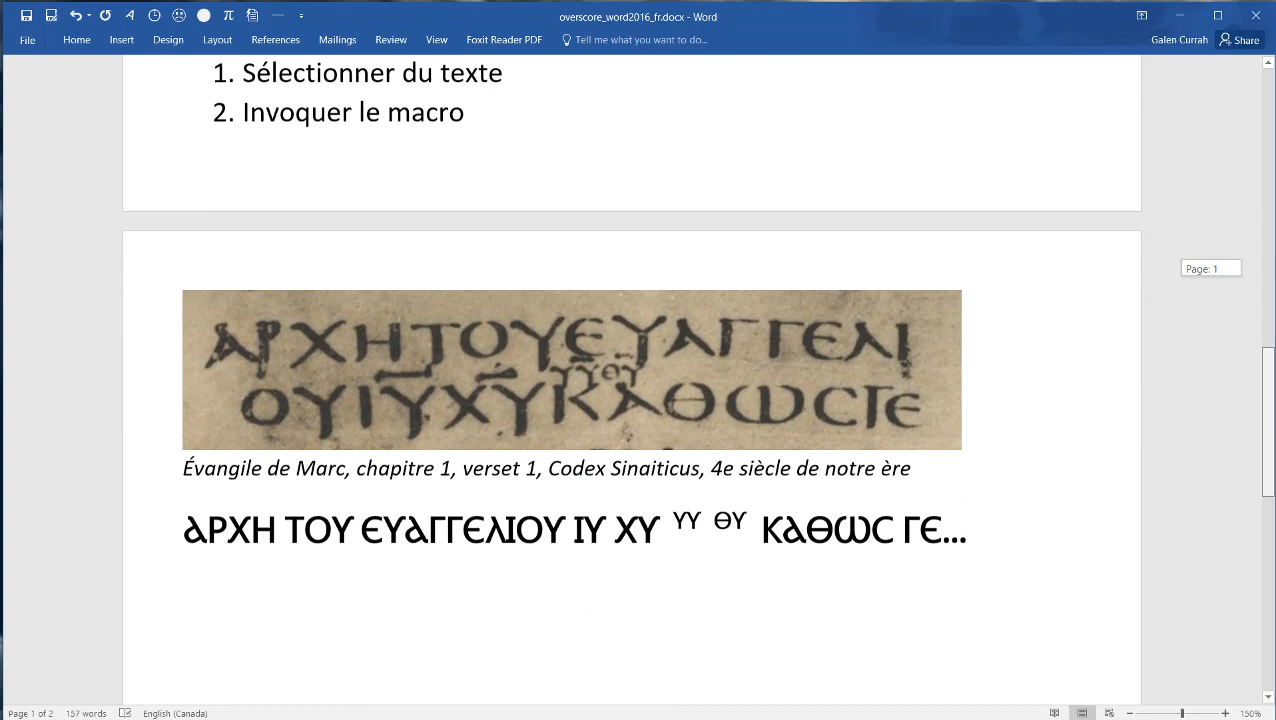 overscore_word2016_fr.docx - Word
File Home Insert Design Layout References Mailings Review View Foxit Reader PDF Tell me what you want to do... Galen Currah Share
1. Sélectionner du texte
2. Invoquer le macro
Page: 1
ΑΡΧΗΤΟΥΕΥΑΓΓΕΛΙ
ΥΥΘΥ
ΟΥΙΥΧΥΚΑΘΩϹΓΕ
Évangile de Marc, chapitre 1, verset 1, Codex Sinaiticus, 4e siècle de notre ère
ΑΡΧΗ ΤΟΥ ΕΥΑΓΓΕΛΙΟΥ ΙΥ ΧΥ ΥΥ ΘΥ ΚΑΘΩϹ ΓΕ...
Page 1 of 2 157 words English (Canada) 150%